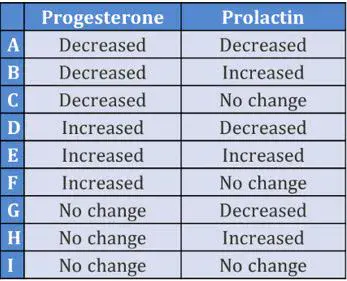 Progesterone Prolactin
A Decreased Decreased
B Decreased Increased
C Decreased No change
D Increased Decreased
E Increased Increased
F Increased No change
G No change Decreased
H No change Increased
I No change No change